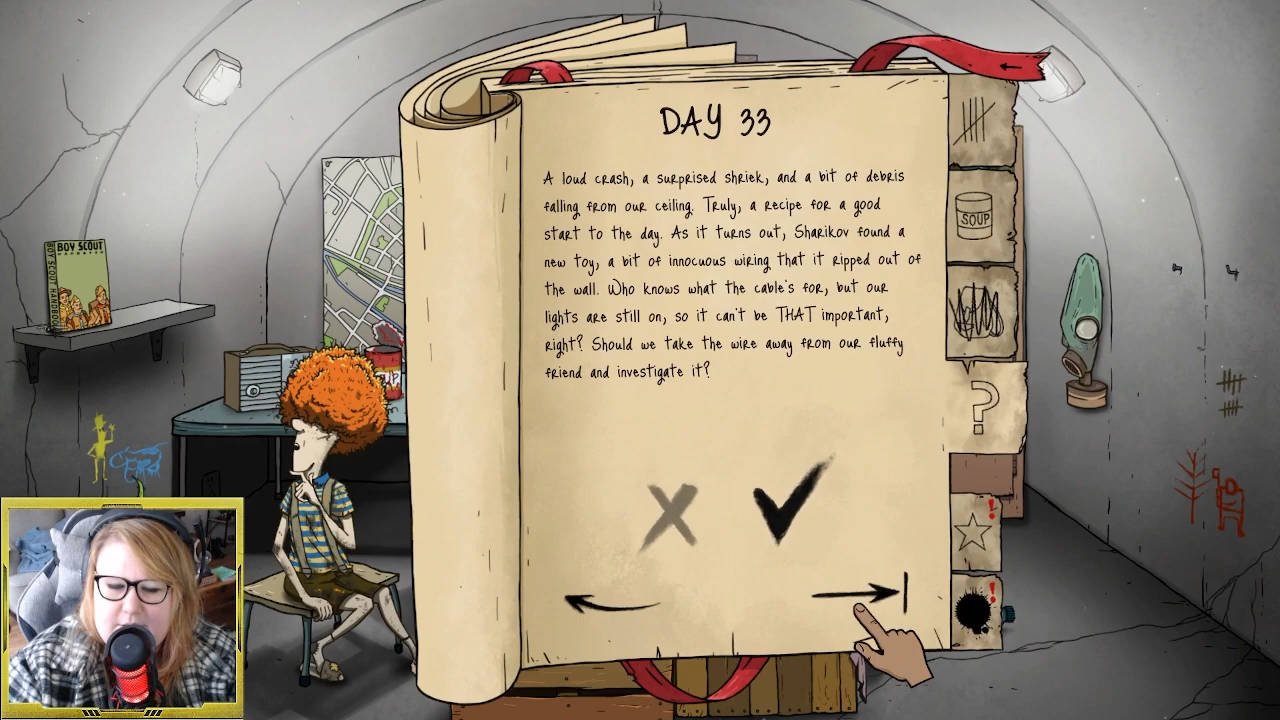 DAY 33
A loud crash, a surprised shriek, and a bit of debris
falling from our ceiling. Truly, a recipe for a good
start to the day. As it turns out, Sharikov found a
new toy, a bit of innocuous wiring that it ripped out of
the wall. Who knows what the cable's for, but our
lights are still on, so it can't be THAT important,
right? Should we take the wire away from our fluffy
friend and investigate it?
SOUP
BOY SCOUT
BOY SCOUT HANDBOOK